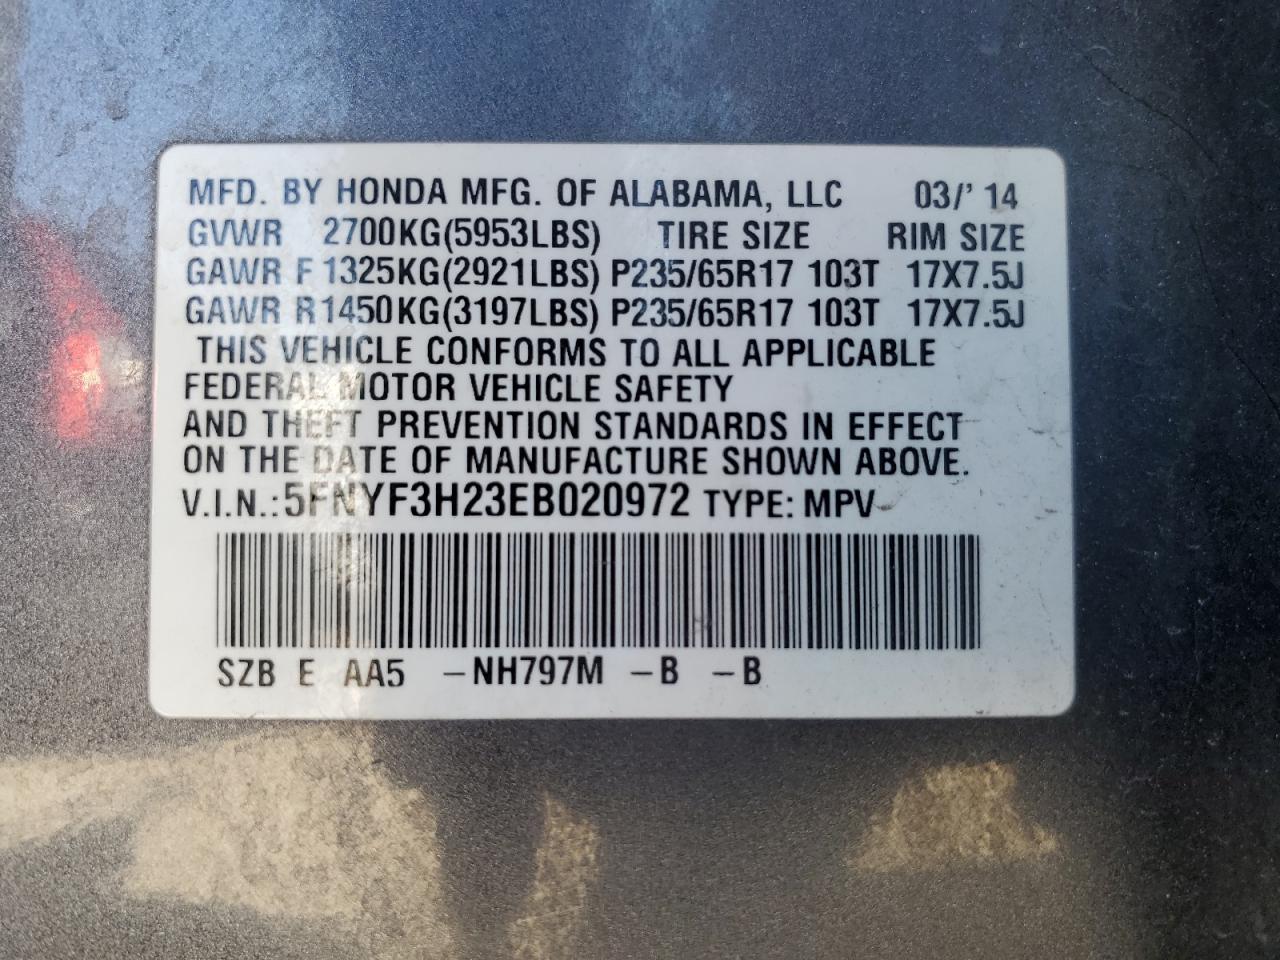 MFD. BY HONDA MFG. OF ALABAMA, LLC 03/' 14
GVWR 2700KG(5953LBS) TIRE SIZE RIM SIZE
GAWR F 1325KG(2921LBS) P235/65R17 103T 17X7.5J
GAWR R 1450KG(3197LBS) P235/65R17 103T 17X7.5J
THIS VEHICLE CONFORMS TO ALL APPLICABLE
FEDERAL MOTOR VEHICLE SAFETY
AND THEFT PREVENTION STANDARDS IN EFFECT
ON THE DATE OF MANUFACTURE SHOWN ABOVE.
V.I.N.: 5FNYF3H23EB020972 TYPE: MPV
SZB E AA5 -NH797M -B -B